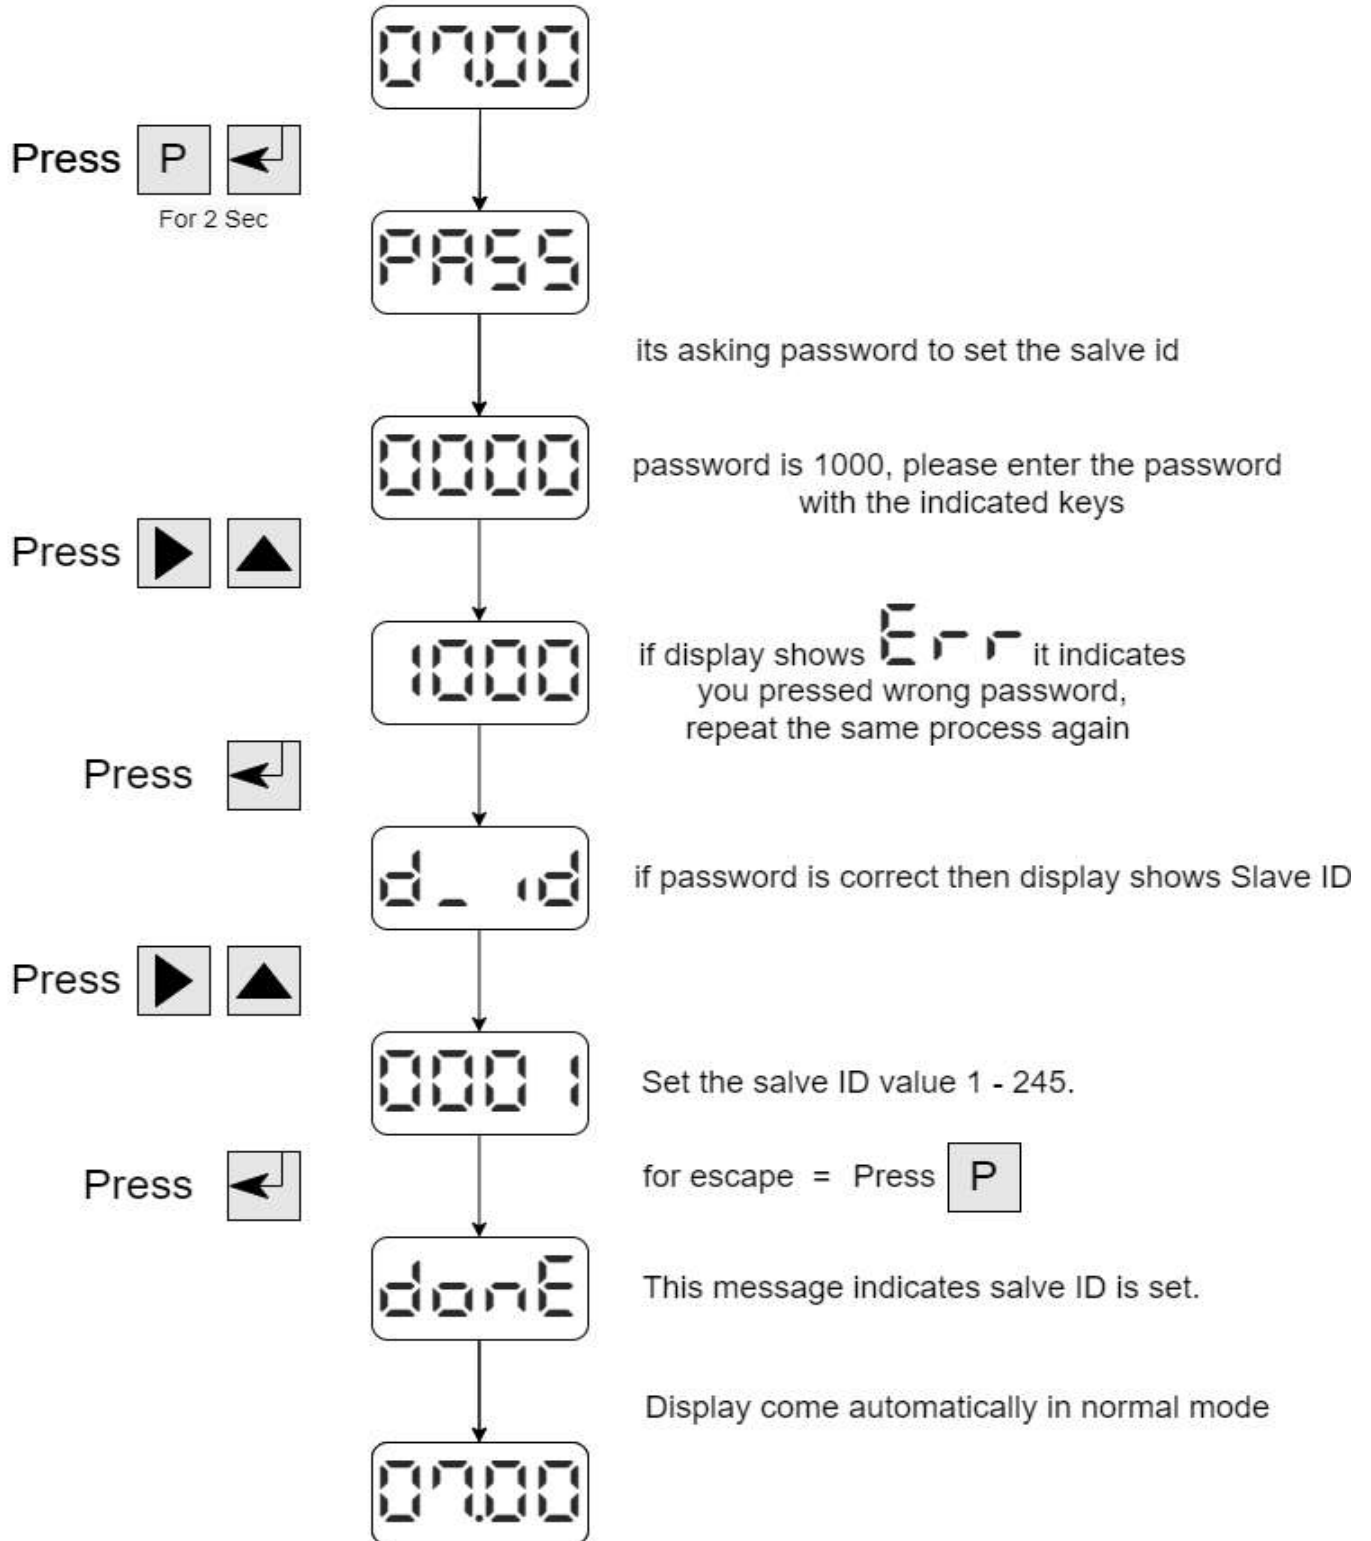 07.00
Press P
For 2 Sec
PASS
its asking password to set the salve id
0000
password is 1000, please enter the password
with the indicated keys
Press
1000
if display shows Err it indicates
you pressed wrong password,
repeat the same process again
Press
d_ id
if password is correct then display shows Slave ID
Press
0001
Set the salve ID value 1 - 245.
for escape = Press P
Press
donE
This message indicates salve ID is set.
Display come automatically in normal mode
07.00